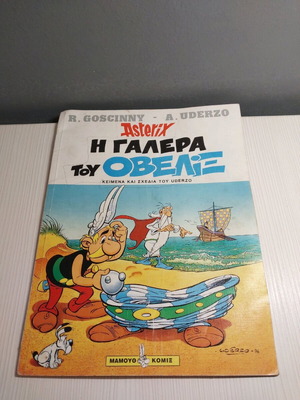 R. GOSCINNY - A. UDERZO
Asterix
Η ΓΑΛΕΡΑ
ΤΟΥ ΟΒΕΛΙΞ
ΚΕΙΜΕΝΑ ΚΑΙ ΣΧΕΔΙΑ ΤΟΥ UDERZO
ΜΑΜΟΥΘ ΚΟΜΙΞ